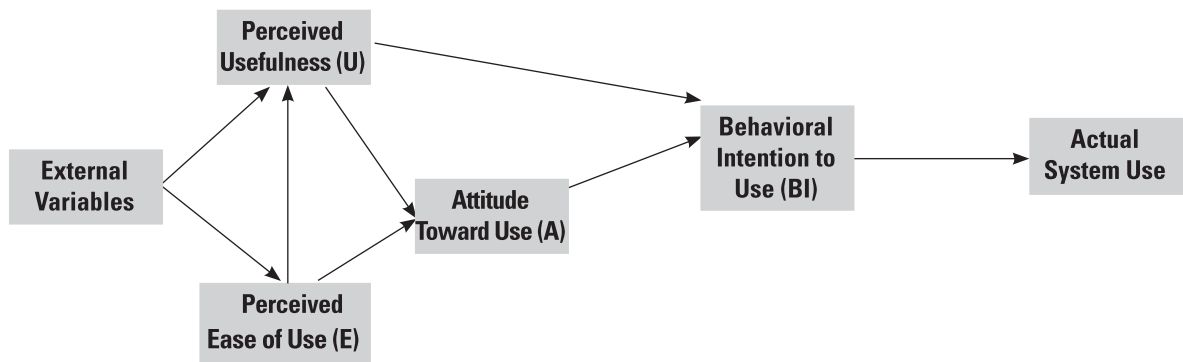 Perceived
Usefulness (U)
External
Variables
Perceived
Ease of Use (E)
Attitude
Toward Use (A)
Behavioral
Intention to
Use (BI)
Actual
System Use